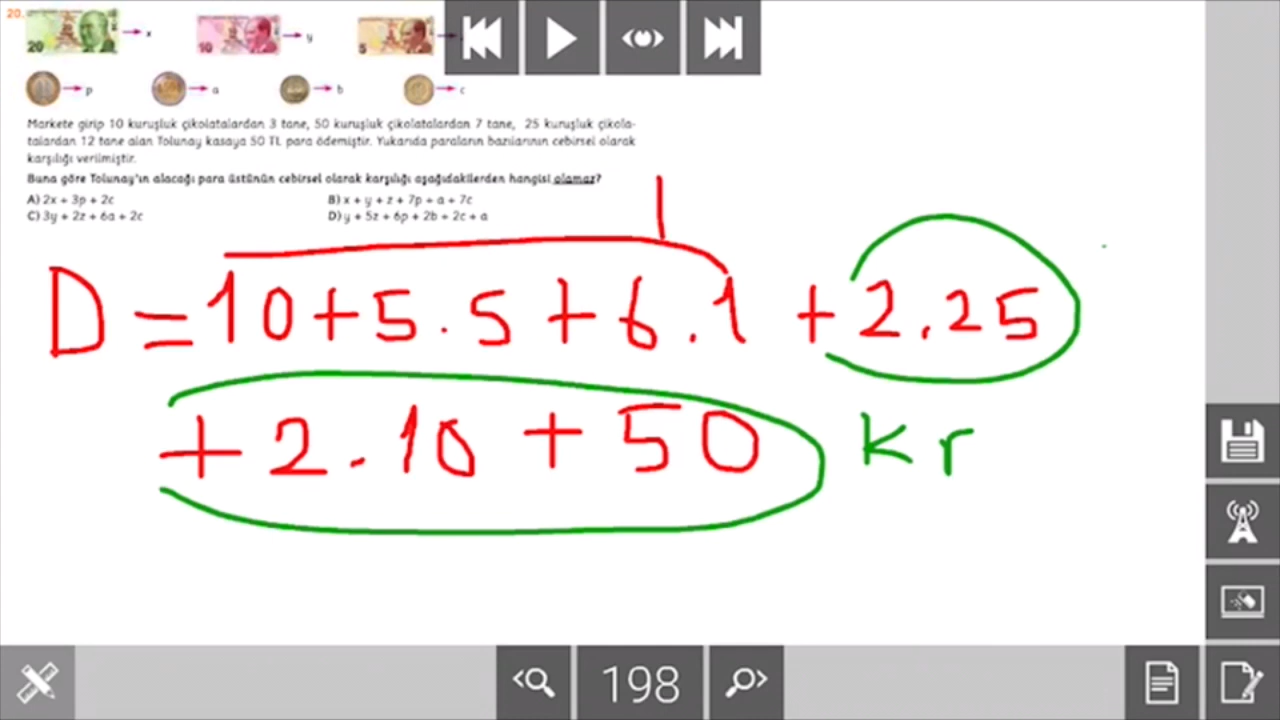 20.
20 x 10 y 5
p a b c
Markete girip 10 kuruşluk çikolatalardan 3 tane, 50 kuruşluk çikolatalardan 7 tane, 25 kuruşluk çikola-
talardan 12 tane alan Tolunay kasaya 50 TL para ödemiştir. Yukarıda paraların bazılarının cebirsel olarak
karşılığı verilmiştir.
Buna göre Tolunay'ın alacağı para üstünün cebirsel olarak karşılığı aşağıdakilerden hangisi olamaz?
A) 2x + 3p + 2c B) x + y + z + 7p + a + 7c
C) 3y + 2z + 6a + 2c D) y + 5z + 6p + 2b + 2c + a
D = 10 + 5.5 + 6.1 + 2.25
+ 2.10 + 50 kr
198